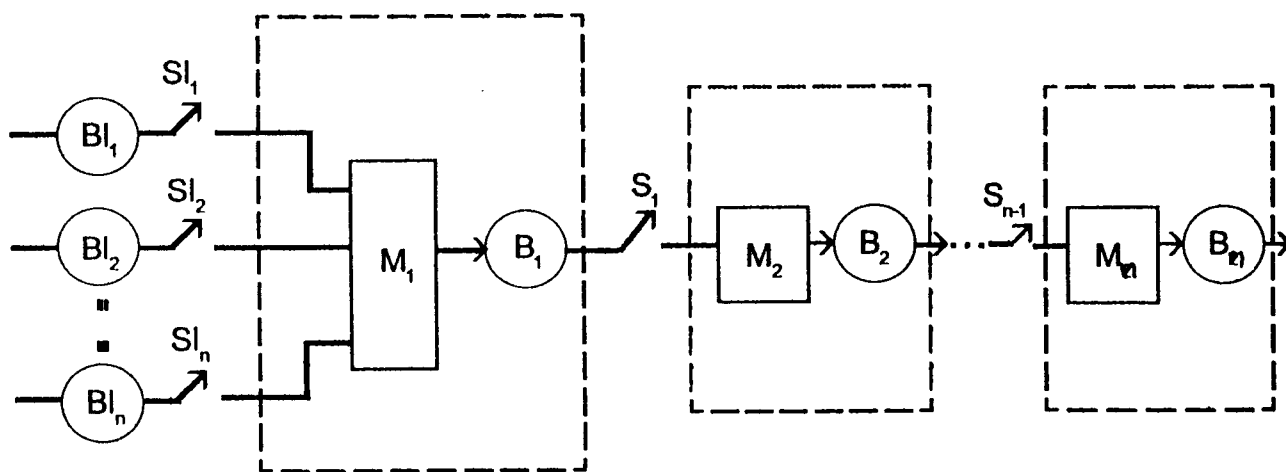 SI₁
BI₁
SI₂
BI₂
SIₙ
BIₙ
M₁
B₁
S₁
M₂
B₂
Sₙ₋₁
M
B